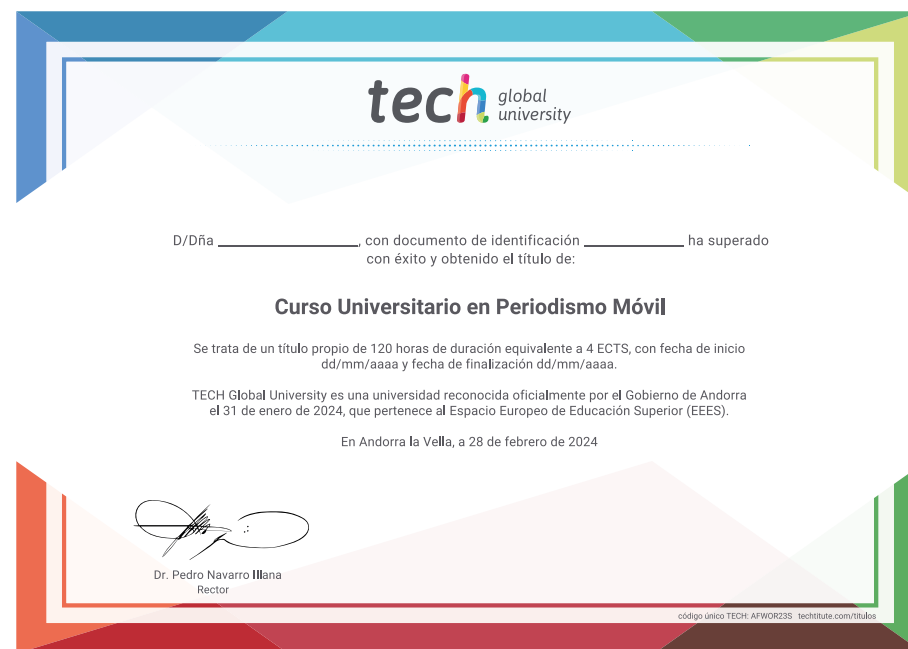 tech global university
D/Dña ____________________, con documento de identificación ______________ ha superado
con éxito y obtenido el título de:
Curso Universitario en Periodismo Móvil
Se trata de un título propio de 120 horas de duración equivalente a 4 ECTS, con fecha de inicio
dd/mm/aaaa y fecha de finalización dd/mm/aaaa.
TECH Global University es una universidad reconocida oficialmente por el Gobierno de Andorra
el 31 de enero de 2024, que pertenece al Espacio Europeo de Educación Superior (EEES).
En Andorra la Vella, a 28 de febrero de 2024
Dr. Pedro Navarro Illana
Rector
código único TECH: AFWOR23S techtitute.com/titulos